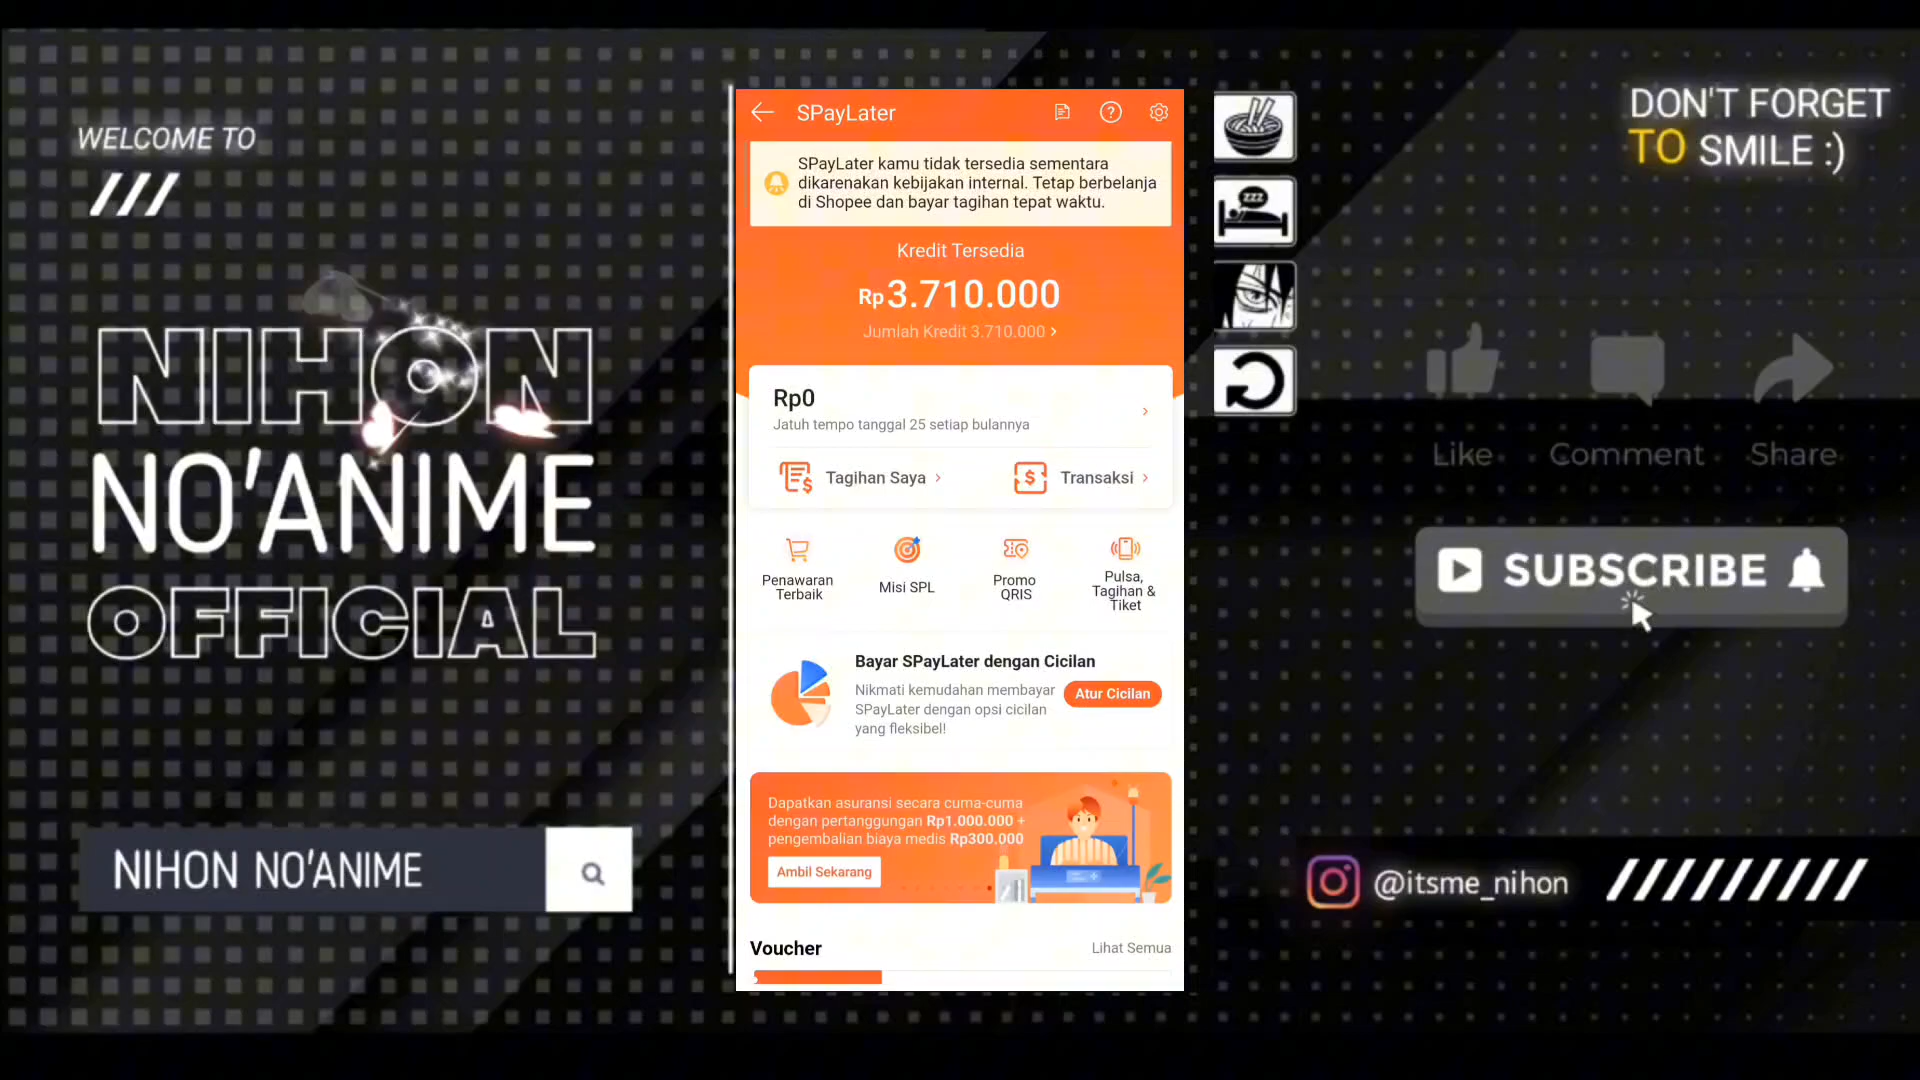 WELCOME TO
NIHON
NO'ANIME
OFFICIAL
NIHON NO'ANIME
SPayLater
SPayLater kamu tidak tersedia sementara
dikarenakan kebijakan internal. Tetap berbelanja
di Shopee dan bayar tagihan tepat waktu.
Kredit Tersedia
Rp3.710.000
Jumlah Kredit 3.710.000 >
Rp0
Jatuh tempo tanggal 25 setiap bulannya
Tagihan Saya >
Transaksi >
Penawaran
Terbaik
Misi SPL
Promo
QRIS
Pulsa,
Tagihan &
Tiket
Bayar SPayLater dengan Cicilan
Nikmati kemudahan membayar
SPayLater dengan opsi cicilan
yang fleksibel!
Atur Cicilan
Dapatkan asuransi secara cuma-cuma
dengan pertanggungan Rp1.000.000 +
pengembalian biaya medis Rp300.000
Ambil Sekarang
Voucher
Lihat Semua
ZZZ
DON'T FORGET
TO SMILE :)
Like
Comment
Share
SUBSCRIBE
@itsme_nihon